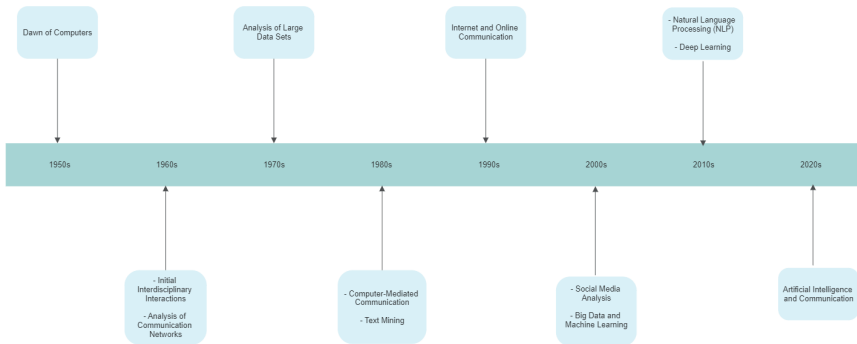 Dawn of Computers
Analysis of Large
Data Sets
Internet and Online
Communication
- Natural Language
Processing (NLP)
- Deep Learning
1950s
1960s
1970s
1980s
1990s
2000s
2010s
2020s
- Initial
Interdisciplinary
Interactions
- Analysis of
Communication
Networks
- Computer-Mediated
Communication
- Text Mining
- Social Media
Analysis
- Big Data and
Machine Learning
Artificial Intelligence
and Communication